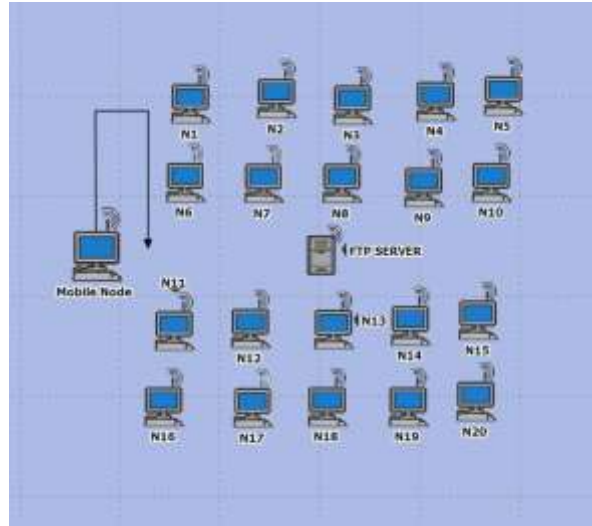 N1
N2
N3
N4
N5
N6
N7
N8
N9
N10
FTP SERVER
Mobile Node
N11
N12
N13
N14
N15
N16
N17
N18
N19
N20